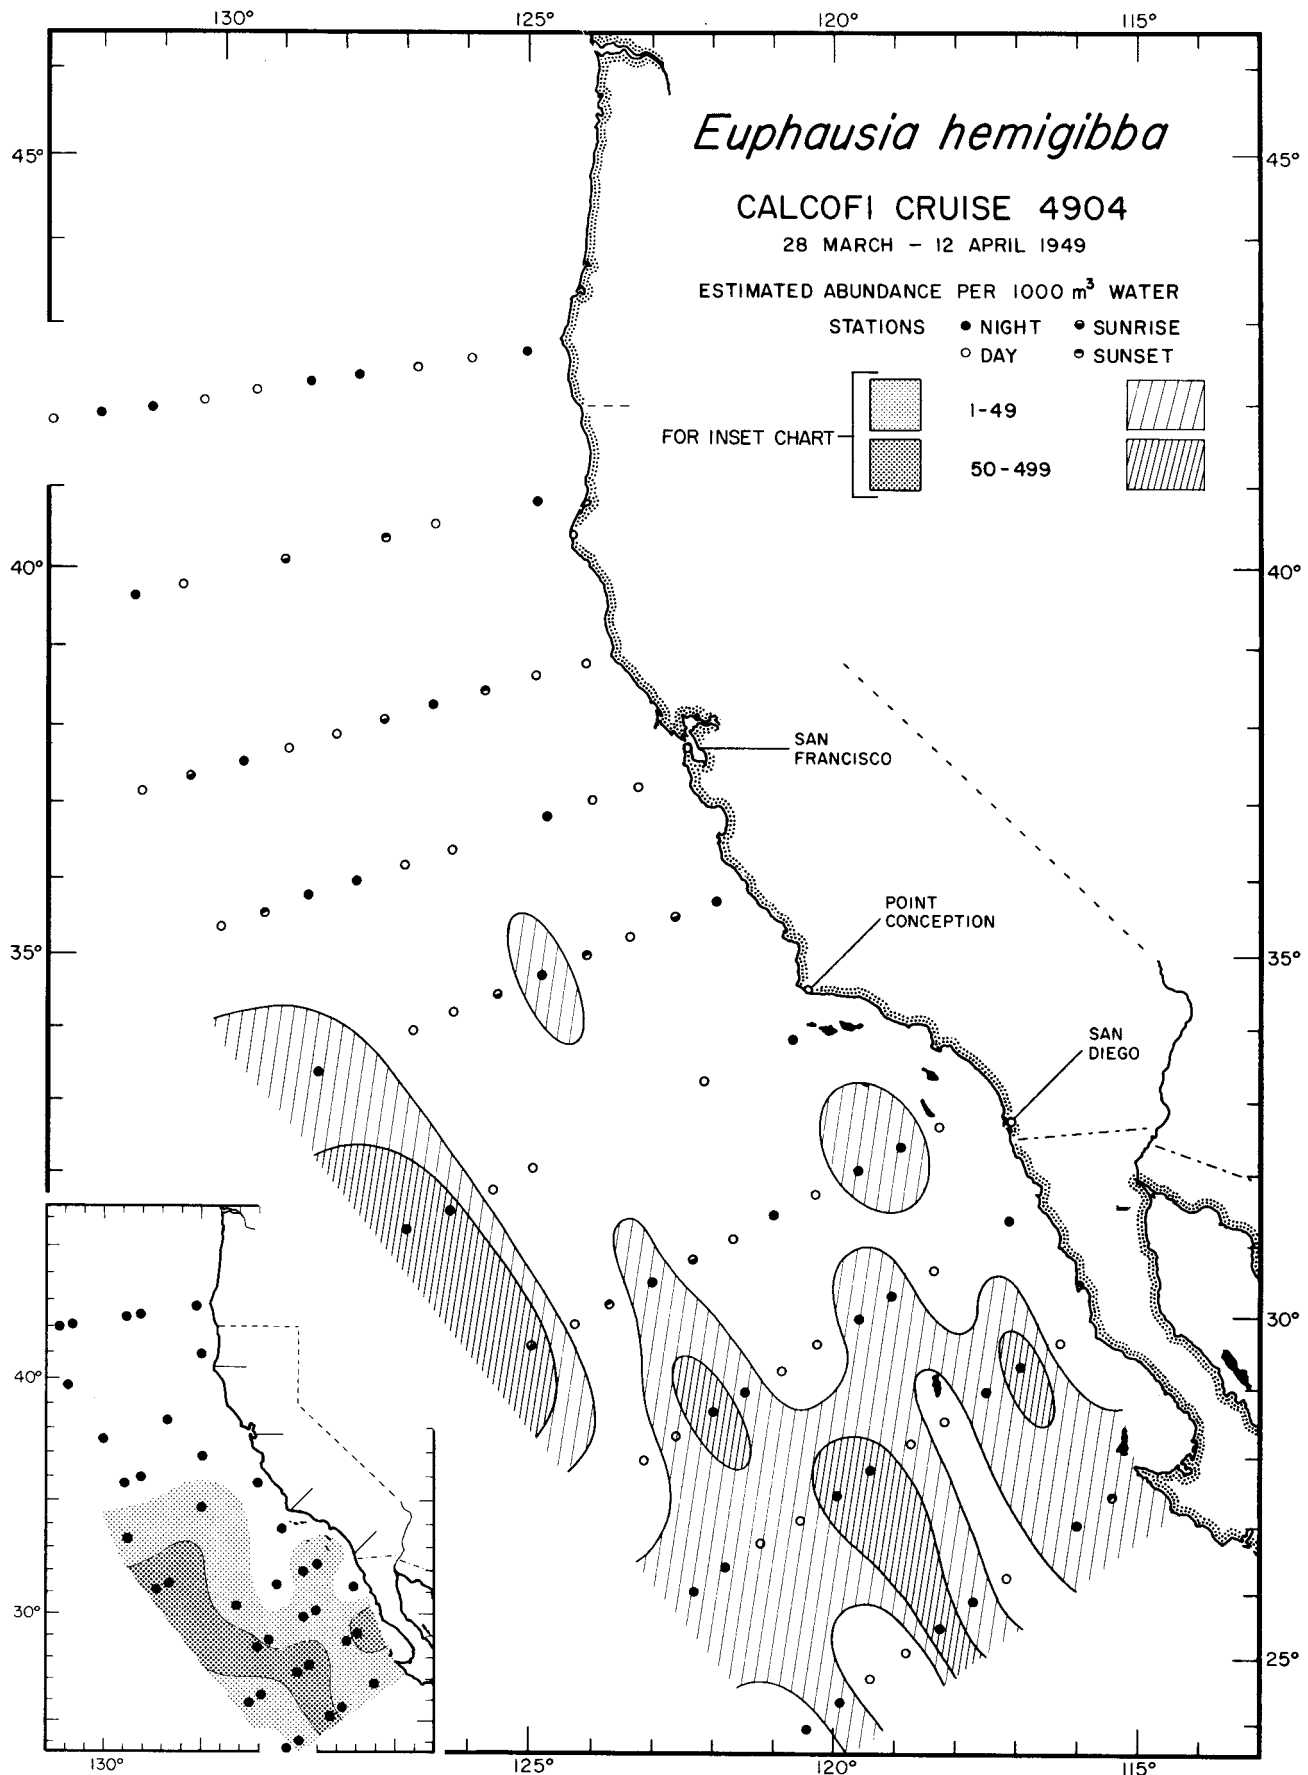 130° 125° 120° 115°
Euphausia hemigibba
45° 45°
CALCOFI CRUISE 4904
28 MARCH – 12 APRIL 1949
ESTIMATED ABUNDANCE PER 1000 m³ WATER
STATIONS NIGHT SUNRISE
DAY SUNSET
1-49
FOR INSET CHART
50-499
40° 40°
SAN
FRANCISCO
POINT
CONCEPTION
35° 35°
SAN
DIEGO
30°
40°
30°
25°
130° 125° 120° 115°